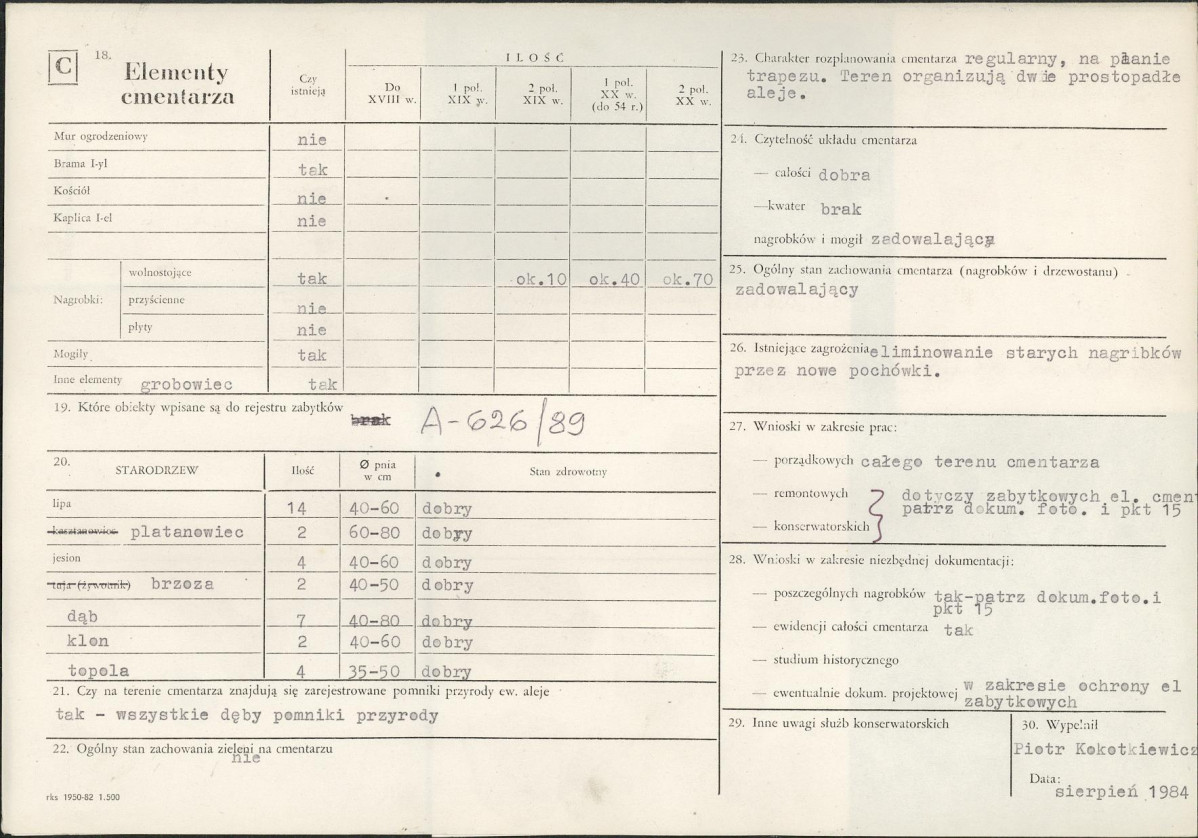 C 18. Elementy cmentarza
Czy istnieją
ILOŚĆ
Do XVIII w.
1 poł. XIX w.
2 poł. XIX w.
1 poł. XX w. (do 54 r.)
2 poł. XX w.
Mur ogrodzeniowy nie
Brama I-yl tak
Kościół nie
Kaplica I-el nie
Nagrobki:
wolnostojące tak ok.10 ok.40 ok.70
przyścienne nie
płyty nie
Mogiły tak
Inne elementy grobowiec tak
19. Które obiekty wpisane są do rejestru zabytków brak A-626/89
20. STARODRZEW Ilość Ø pnia w cm Stan zdrowotny
lipa 14 40-60 dobry
kasztanowiec platanowiec 2 60-80 dobry
jesion 4 40-60 dobry
tuja (żywotnik) brzoza 2 40-50 dobry
dąb 7 40-80 dobry
klon 2 40-60 dobry
topola 4 35-50 dobry
21. Czy na terenie cmentarza znajdują się zarejestrowane pomniki przyrody ew. aleje
tak - wszystkie dęby pomniki przyrody
22. Ogólny stan zachowania zieleni na cmentarzu
nie
rks 1950-82 1.500
23. Charakter rozplanowania cmentarza regularny, na planie
trapezu. Teren organizują dwie prostopadłe
aleje.
24. Czytelność układu cmentarza
— całości dobra
—kwater brak
nagrobków i mogił zadowalający
25. Ogólny stan zachowania cmentarza (nagrobków i drzewostanu)
zadowalający
26. Istniejące zagrożenia eliminowanie starych nagribków
przez nowe pochówki.
27. Wnioski w zakresie prac:
— porządkowych całego terenu cmentarza
— remontowych dotyczy zabytkowych el. cmen
patrz dokum. foto. i pkt 15
— konserwatorskich
28. Wnioski w zakresie niezbędnej dokumentacji:
— poszczególnych nagrobków tak-patrz dokum.foto.i
pkt 15
— ewidencji całości cmentarza tak
— studium historycznego
— ewentualnie dokum. projektowej w zakresie ochrony el
zabytkowych
29. Inne uwagi służb konserwatorskich
30. Wypełnił
Piotr Kokotkiewicz
Data:
sierpień 1984